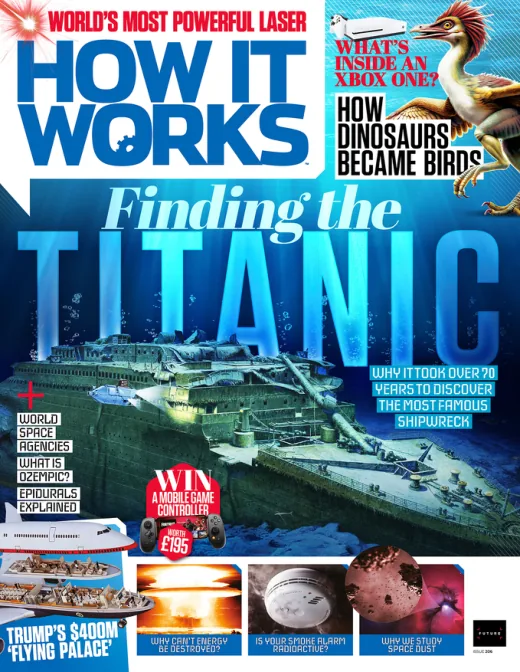 WORLD'S MOST POWERFUL LASER
HOW IT
WORKS
WHAT'S
INSIDE AN
XBOX ONE?
HOW
DINOSAURS
BECAME BIRDS
Finding the
TITANIC
WHY IT TOOK OVER 70
YEARS TO DISCOVER
THE MOST FAMOUS
SHIPWRECK
+
WORLD
SPACE
AGENCIES
WHAT IS
OZEMPIC?
EPIDURALS
EXPLAINED
WIN
A MOBILE GAME
CONTROLLER
WORTH
£195
TRUMP'S $400M
'FLYING PALACE'
WHY CAN'T ENERGY
BE DESTROYED?
IS YOUR SMOKE ALARM
RADIOACTIVE?
WHY WE STUDY
SPACE DUST
FUTURE
ISSUE 206